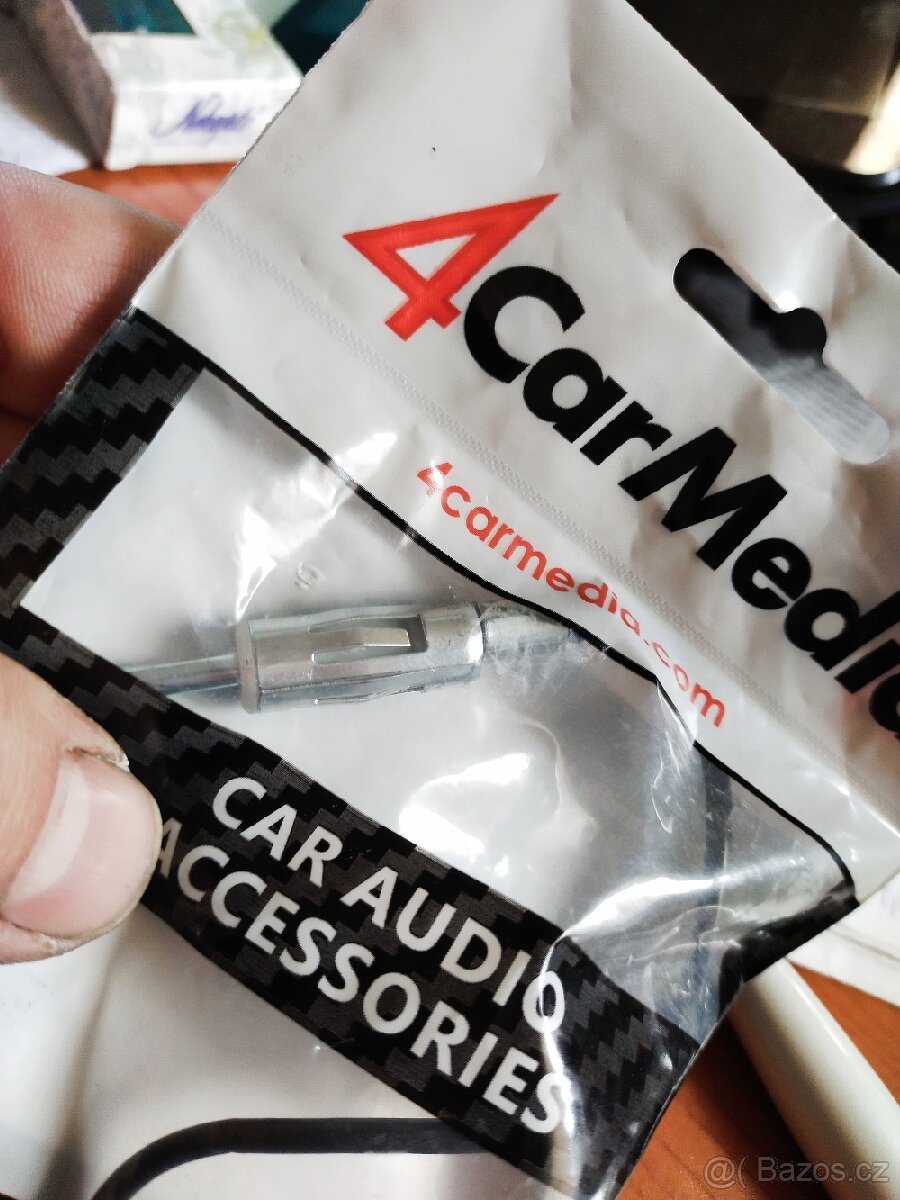 4CarMedia
4carmedia.com
CAR AUDIO
ACCESSORIES
@( Bazos.cz